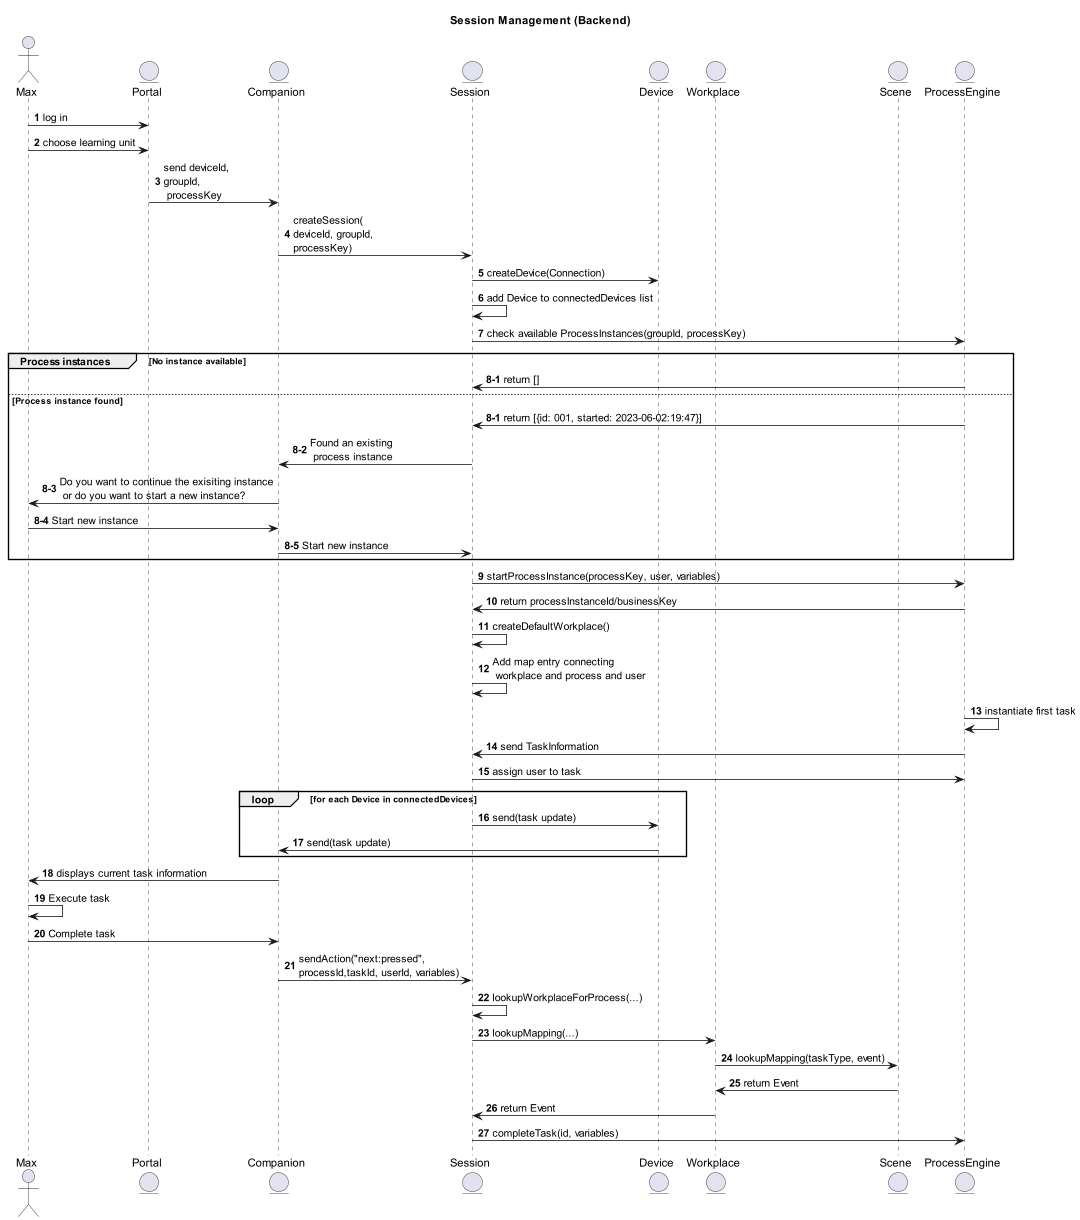 Session Management (Backend)
Max
Portal
Companion
Session
Device
Workplace
Scene
ProcessEngine
1 log in
2 choose learning unit
send deviceId,
3 groupId,
processKey
createSession(
4 deviceId, groupId,
processKey)
5 createDevice(Connection)
6 add Device to connectedDevices list
7 check available ProcessInstances(groupId, processKey)
Process instances [No instance available]
8-1 return []
[Process instance found]
8-1 return [{id: 001, started: 2023-06-02:19:47}]
8-2 Found an existing
process instance
8-3 Do you want to continue the exisiting instance
or do you want to start a new instance?
8-4 Start new instance
8-5 Start new instance
9 startProcessInstance(processKey, user, variables)
10 return processInstanceId/businessKey
11 createDefaultWorkplace()
12 Add map entry connecting
workplace and process and user
13 instantiate first task
14 send TaskInformation
15 assign user to task
loop [for each Device in connectedDevices]
16 send(task update)
17 send(task update)
18 displays current task information
19 Execute task
20 Complete task
21 sendAction("next:pressed",
processId,taskId, userId, variables)
22 lookupWorkplaceForProcess(...)
23 lookupMapping(...)
24 lookupMapping(taskType, event)
25 return Event
26 return Event
27 completeTask(id, variables)
Max
Portal
Companion
Session
Device
Workplace
Scene
ProcessEngine